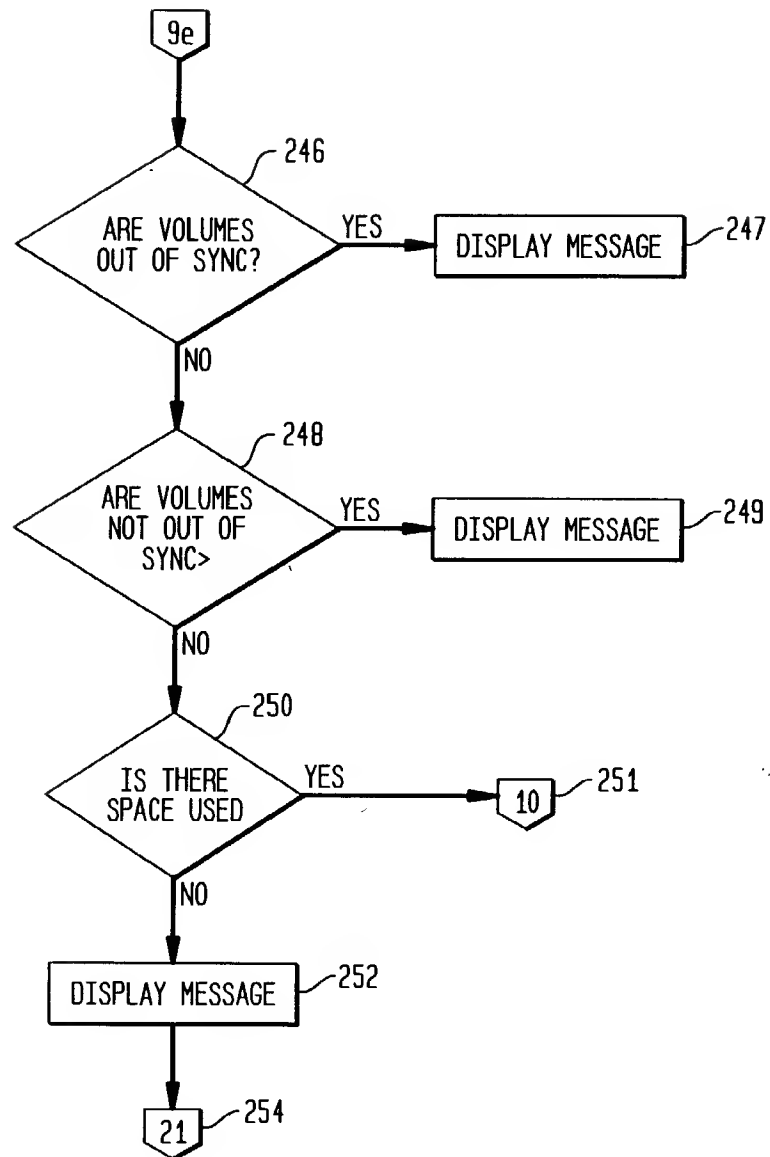 9e
246
ARE VOLUMES
OUT OF SYNC?
YES
DISPLAY MESSAGE
247
NO
248
ARE VOLUMES
NOT OUT OF
SYNC>
YES
DISPLAY MESSAGE
249
NO
250
IS THERE
SPACE USED
YES
10
251
NO
DISPLAY MESSAGE
252
21
254